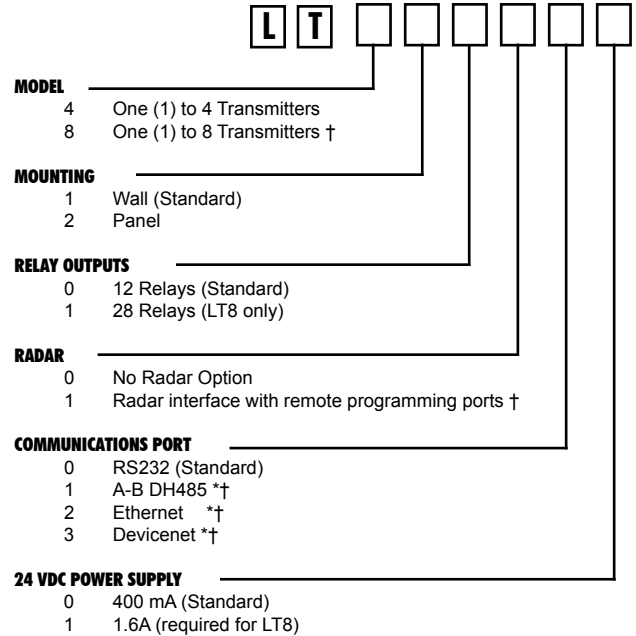 L T
MODEL
4 One (1) to 4 Transmitters
8 One (1) to 8 Transmitters †
MOUNTING
1 Wall (Standard)
2 Panel
RELAY OUTPUTS
0 12 Relays (Standard)
1 28 Relays (LT8 only)
RADAR
0 No Radar Option
1 Radar interface with remote programming ports †
COMMUNICATIONS PORT
0 RS232 (Standard)
1 A-B DH485 *†
2 Ethernet *†
3 Devicenet *†
24 VDC POWER SUPPLY
0 400 mA (Standard)
1 1.6A (required for LT8)